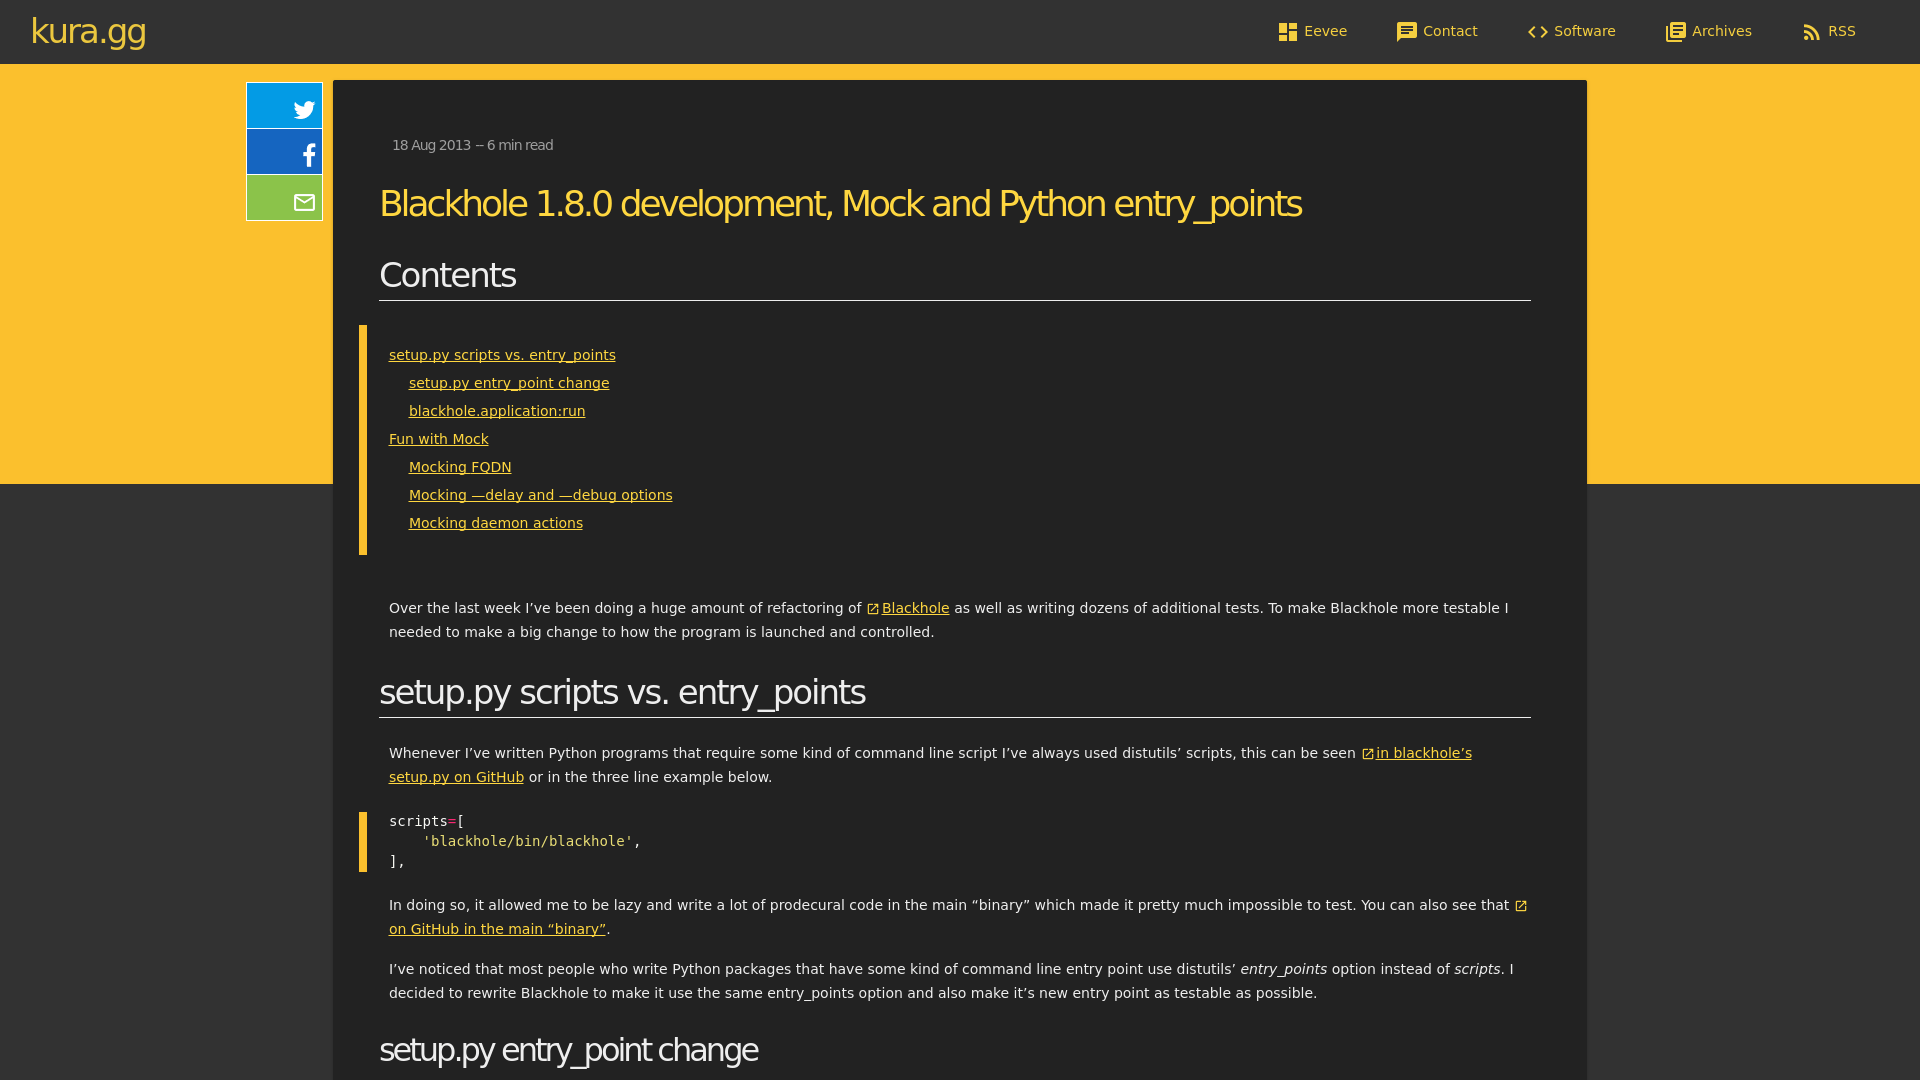 kura.gg
Eevee
Contact
Software
Archives
RSS
18 Aug 2013 — 6 min read
Blackhole 1.8.0 development, Mock and Python entry_points
Contents
setup.py scripts vs. entry_points
setup.py entry_point change
blackhole.application:run
Fun with Mock
Mocking FQDN
Mocking —delay and —debug options
Mocking daemon actions
Over the last week I’ve been doing a huge amount of refactoring of Blackhole as well as writing dozens of additional tests. To make Blackhole more testable I
needed to make a big change to how the program is launched and controlled.
setup.py scripts vs. entry_points
Whenever I’ve written Python programs that require some kind of command line script I’ve always used distutils’ scripts, this can be seen in blackhole’s
setup.py on GitHub or in the three line example below.
scripts=[
    'blackhole/bin/blackhole',
],
In doing so, it allowed me to be lazy and write a lot of prodecural code in the main “binary” which made it pretty much impossible to test. You can also see that
on GitHub in the main “binary”.
I’ve noticed that most people who write Python packages that have some kind of command line entry point use distutils’ entry_points option instead of scripts. I
decided to rewrite Blackhole to make it use the same entry_points option and also make it’s new entry point as testable as possible.
setup.py entry_point change